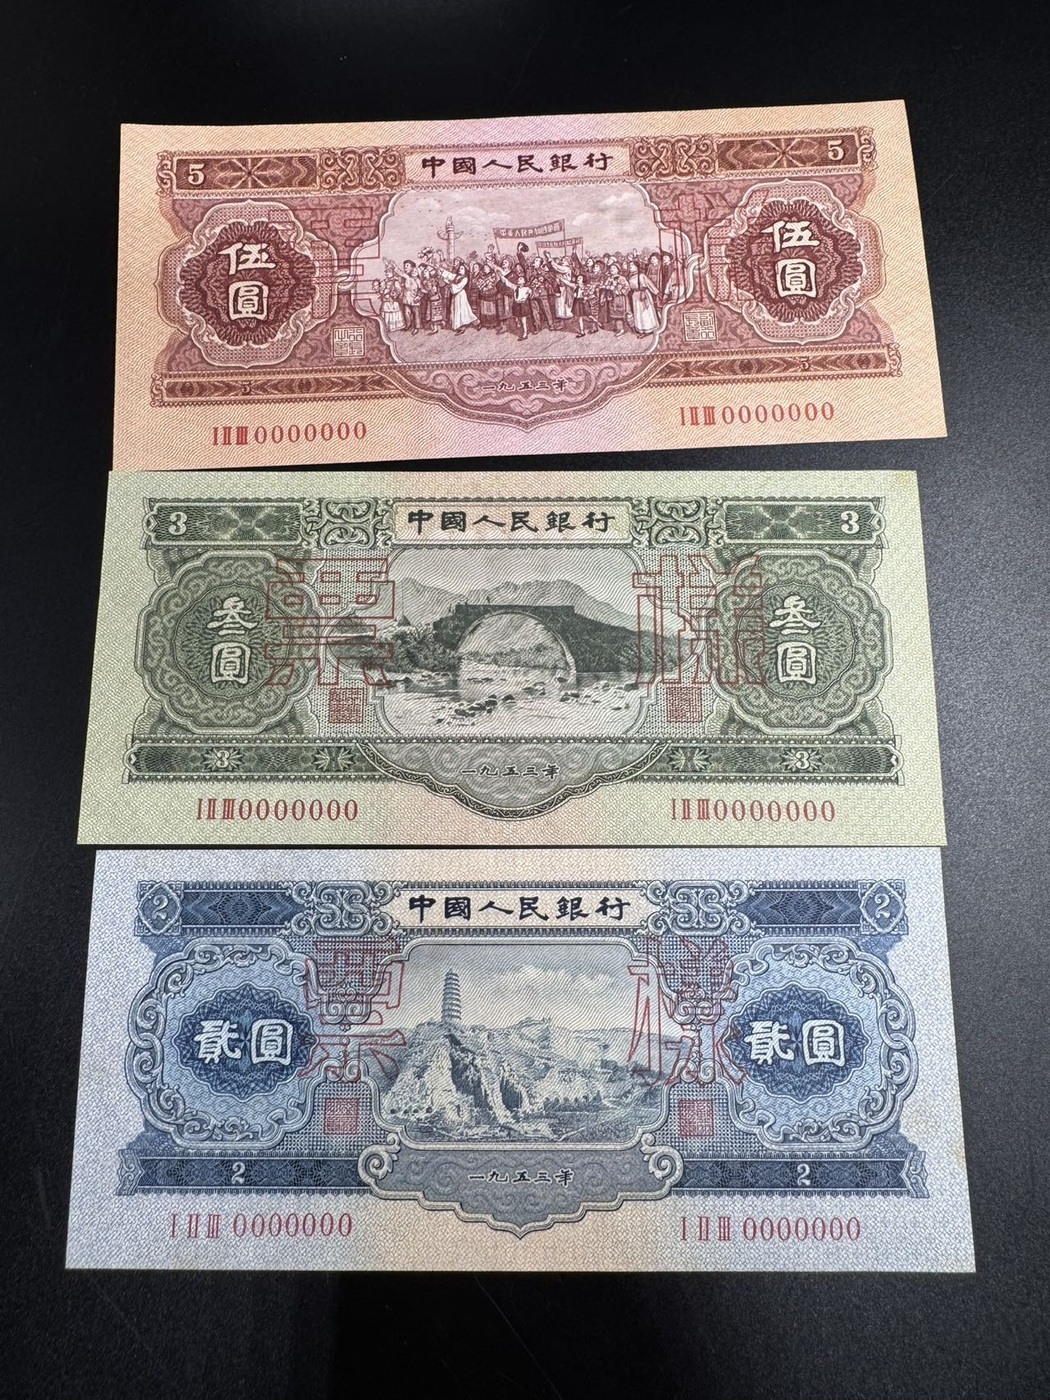 5 中國人民銀行 5
伍圓 伍圓
5 一九五三年 5
I II III 0000000 I II III 0000000
3 中國人民銀行 3
票樣
叁圓 叁圓
3 一九五三年 3
I II III 0000000 I II III 0000000
2 中國人民銀行 2
票樣
貳圓 貳圓
2 一九五三年 2
I II III 0000000 I II III 0000000